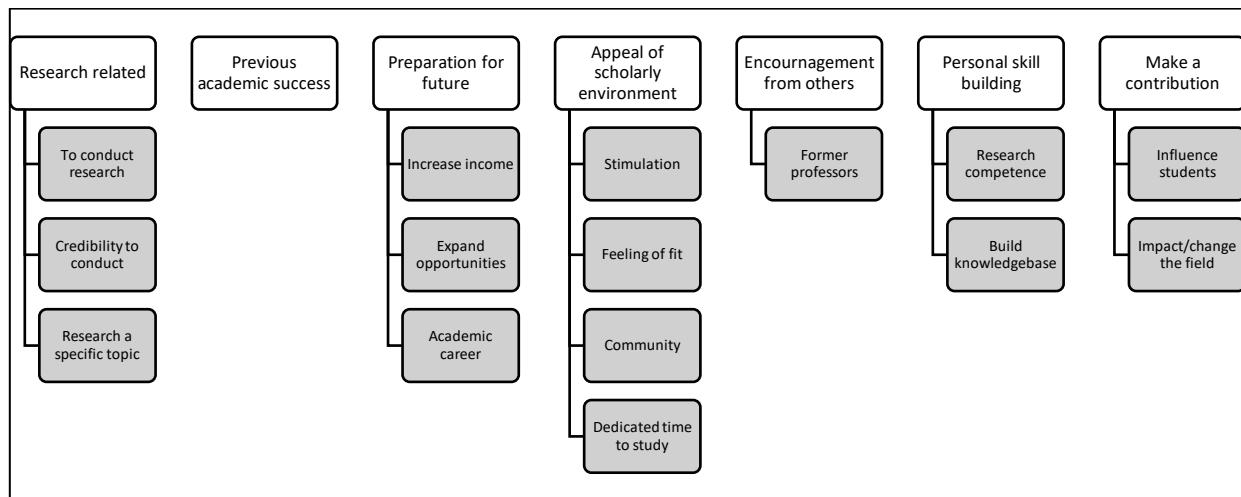 Research related
To conduct
research
Credibility to
conduct
Research a
specific topic
Previous
academic success
Preparation for
future
Increase income
Expand
opportunities
Academic
career
Appeal of
scholarly
environment
Stimulation
Feeling of fit
Community
Dedicated time
to study
Encournagement
from others
Former
professors
Personal skill
building
Research
competence
Build
knowledgebase
Make a
contribution
Influence
students
Impact/change
the field